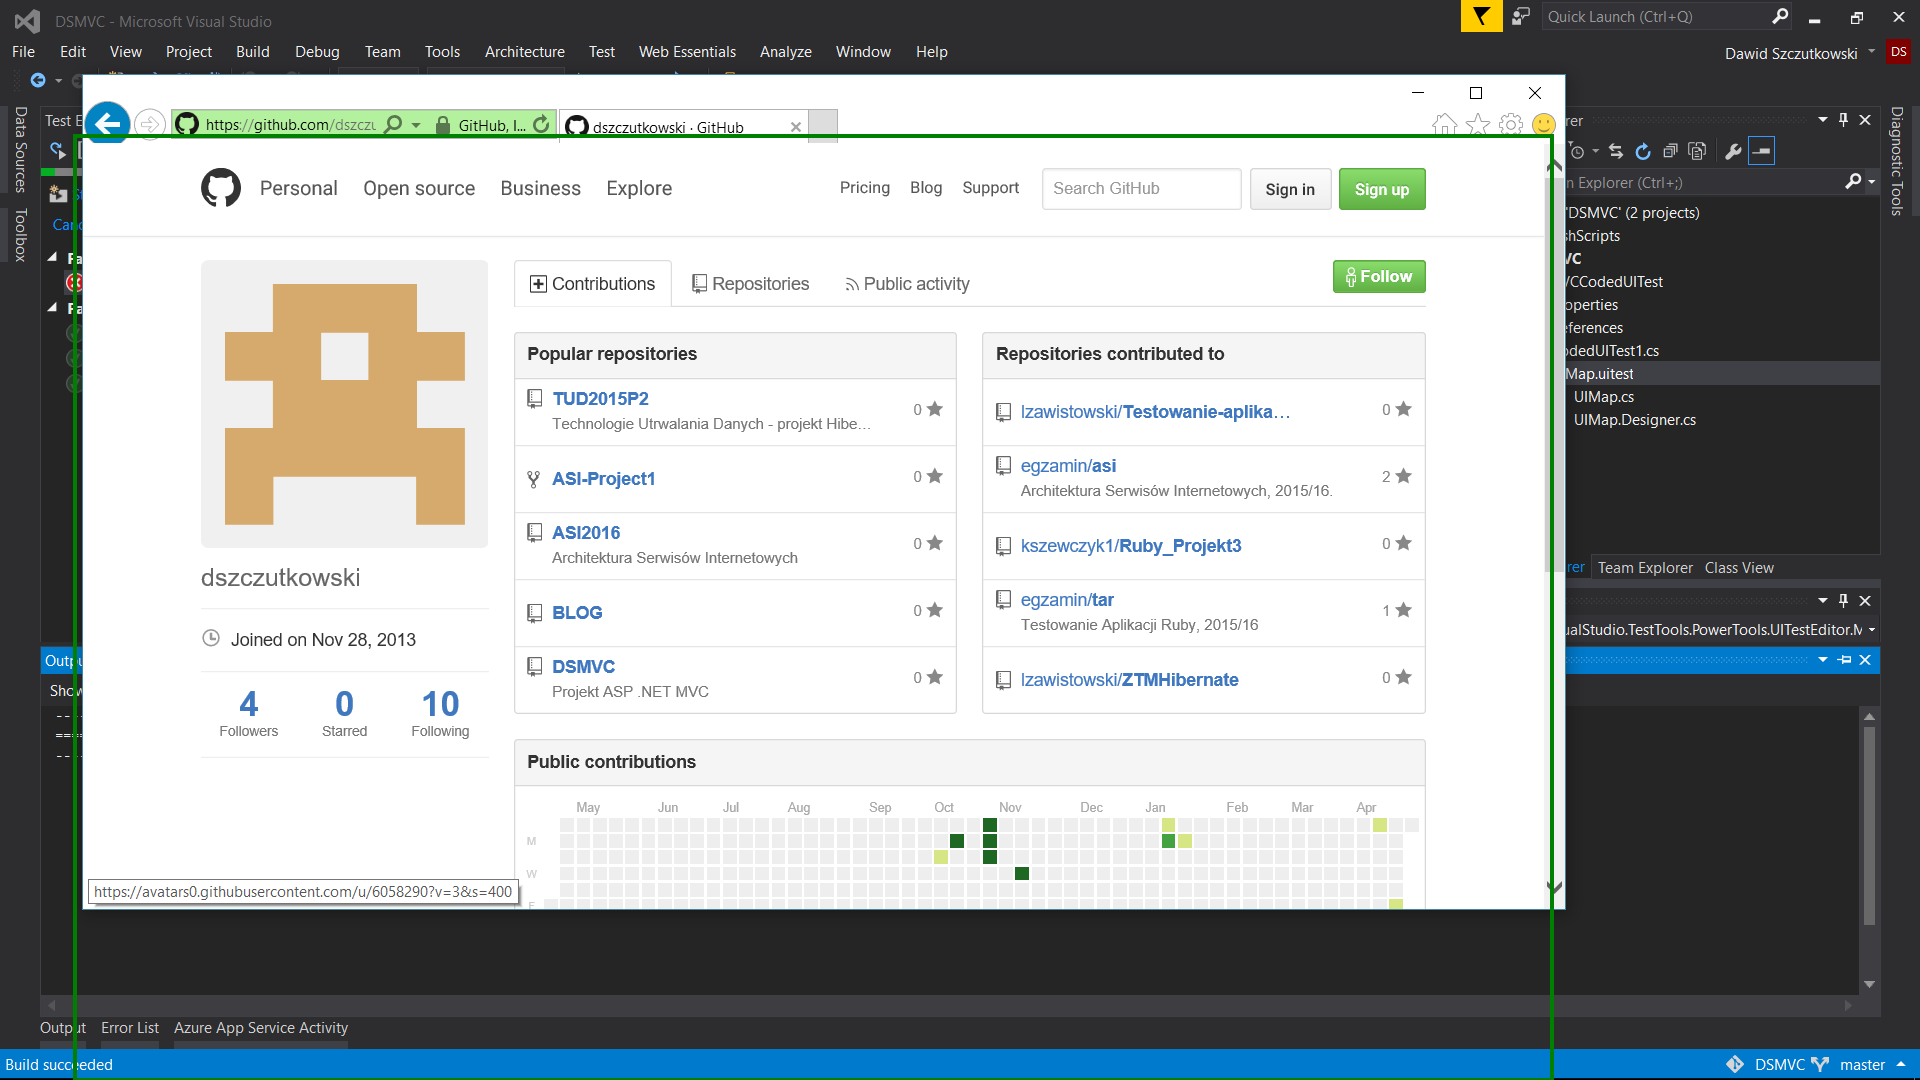 DSMVC - Microsoft Visual Studio
Quick Launch (Ctrl+Q)
File Edit View Project Build Debug Team Tools Architecture Test Web Essentials Analyze Window Help
Dawid Szczutkowski DS
Data Sources
Toolbox
Test E
https://github.com/dszczu
GitHub, I...
dszczutkowski · GitHub
Diagnostic Tools
Personal Open source Business Explore
Pricing Blog Support
Search GitHub
Sign in
Sign up
Contributions
Repositories
Public activity
Follow
dszczutkowski
Joined on Nov 28, 2013
4 0 10
Followers Starred Following
Popular repositories
TUD2015P2
Technologie Utrwalania Danych - projekt Hibe…
0
ASI-Project1
0
ASI2016
Architektura Serwisów Internetowych
0
BLOG
0
DSMVC
Projekt ASP .NET MVC
0
Repositories contributed to
lzawistowski/Testowanie-aplika…
0
egzamin/asi
Architektura Serwisów Internetowych, 2015/16.
2
kszewczyk1/Ruby_Projekt3
0
egzamin/tar
Testowanie Aplikacji Ruby, 2015/16
1
lzawistowski/ZTMHibernate
0
Public contributions
May Jun Jul Aug Sep Oct Nov Dec Jan Feb Mar Apr
M
W
F
https://avatars0.githubusercontent.com/u/6058290?v=3&s=400
rer
n Explorer (Ctrl+;)
'DSMVC' (2 projects)
shScripts
VC
VCCodedUITest
operties
eferences
odedUITest1.cs
Map.uitest
UIMap.cs
UIMap.Designer.cs
rer Team Explorer Class View
ualStudio.TestTools.PowerTools.UITestEditor.M
Outpu
Show
Output Error List Azure App Service Activity
Build succeeded
DSMVC master